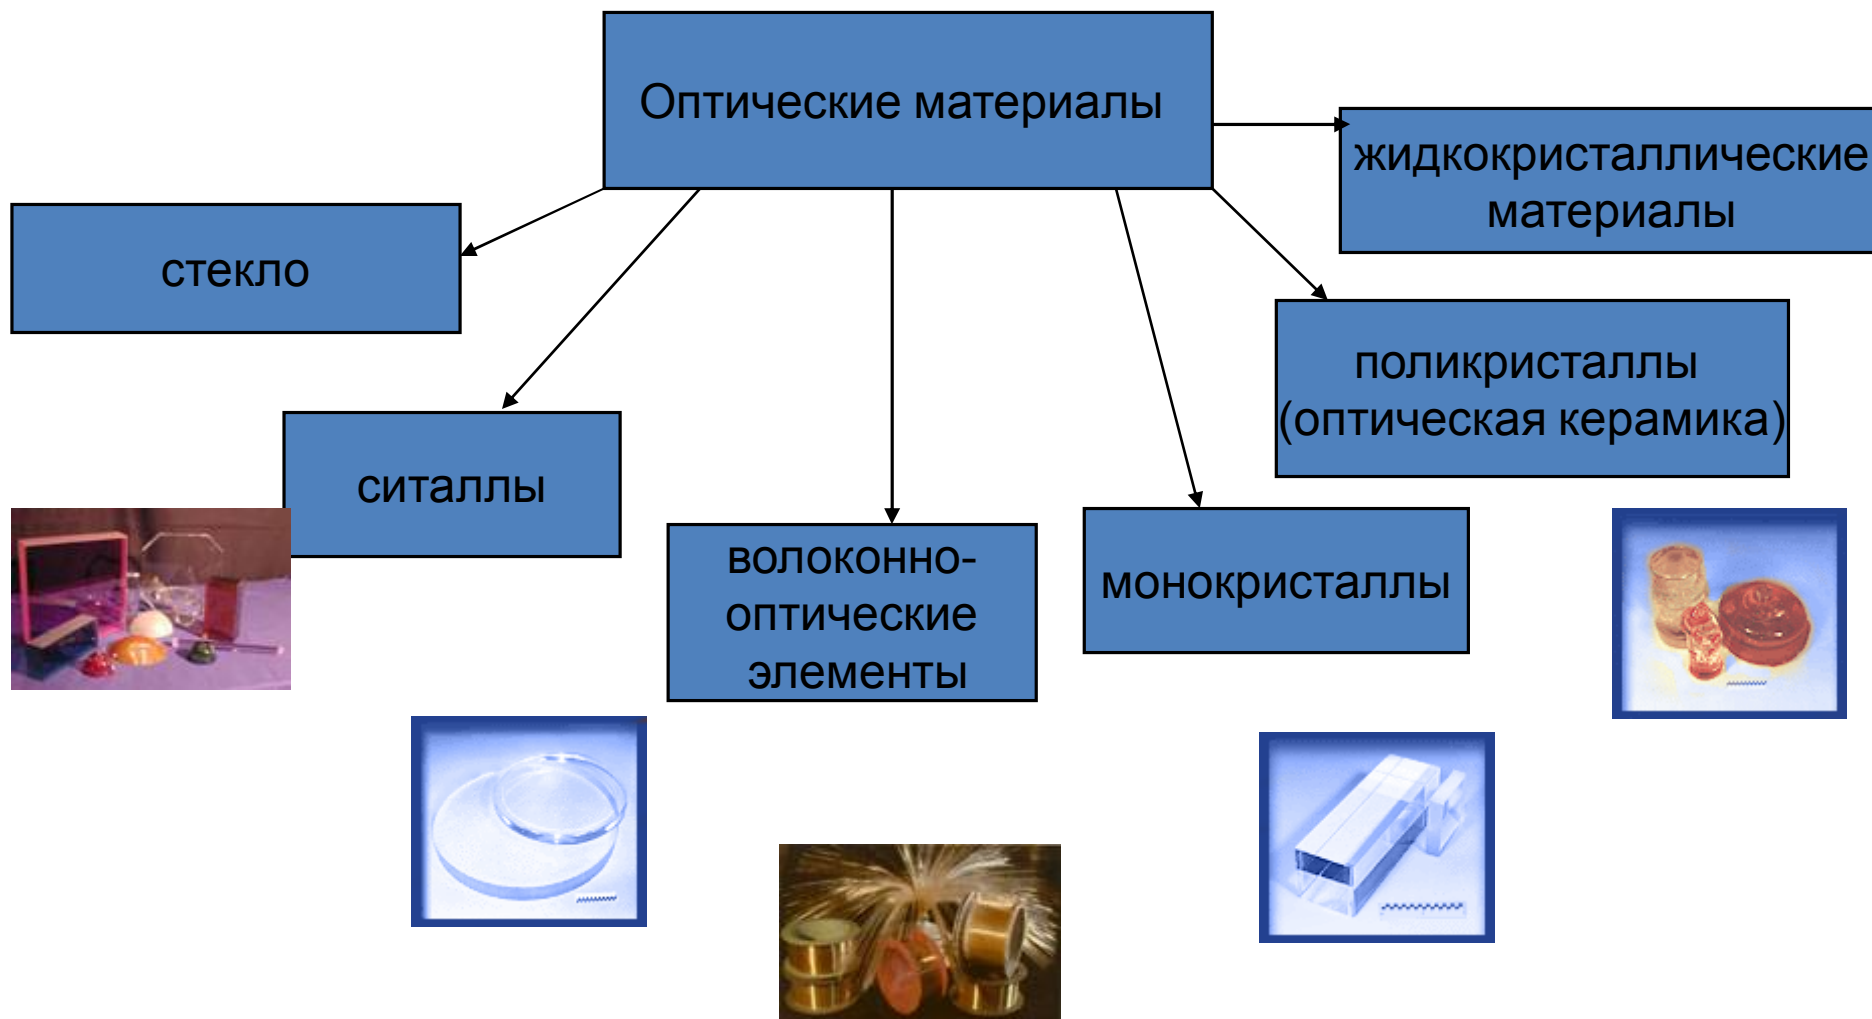 Оптические материалы
жидкокристаллические
материалы
стекло
поликристаллы
(оптическая керамика)
ситаллы
волоконно-
оптические
элементы
монокристаллы